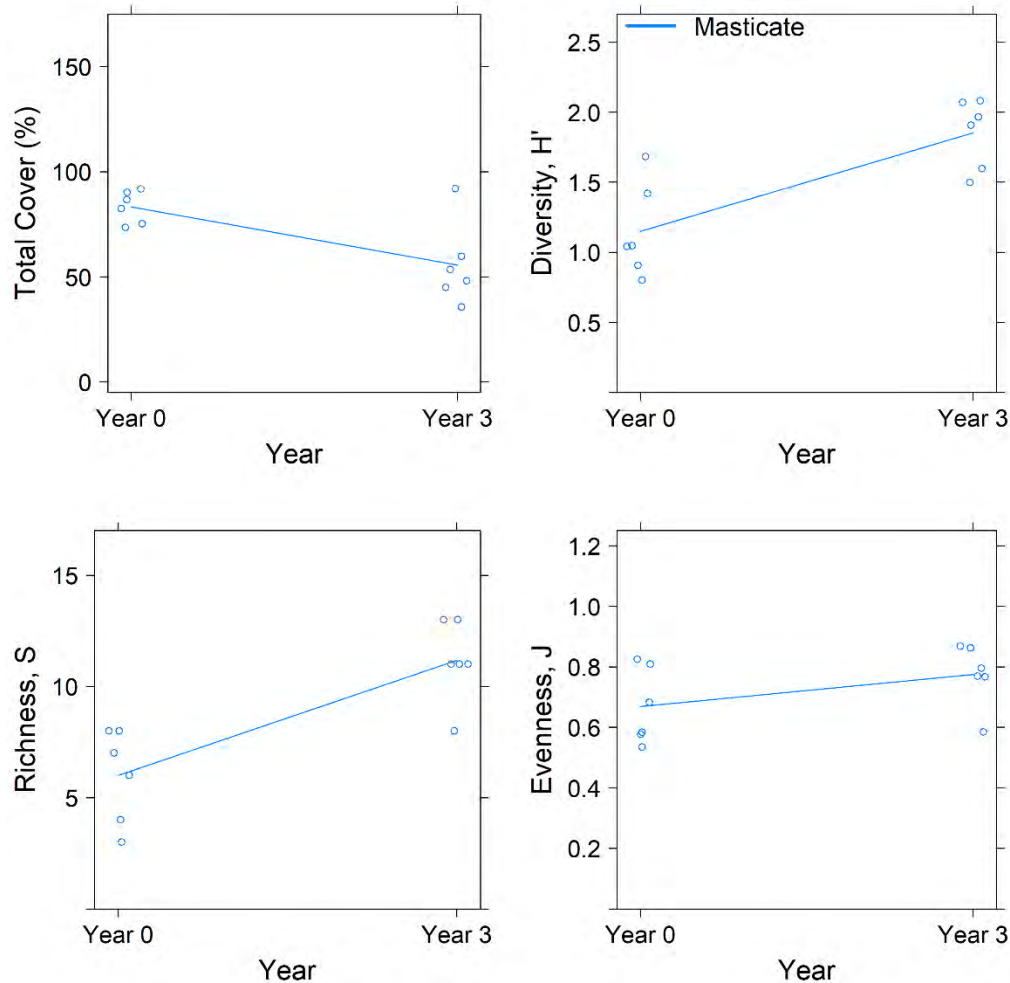 Total Cover (%)
150
100
50
0
Year 0
Year 3
Year
Masticate
Diversity, H'
2.5
2.0
1.5
1.0
0.5
Year 0
Year 3
Year
Richness, S
15
10
5
Year 0
Year 3
Year
Evenness, J
1.2
1.0
0.8
0.6
0.4
0.2
Year 0
Year 3
Year